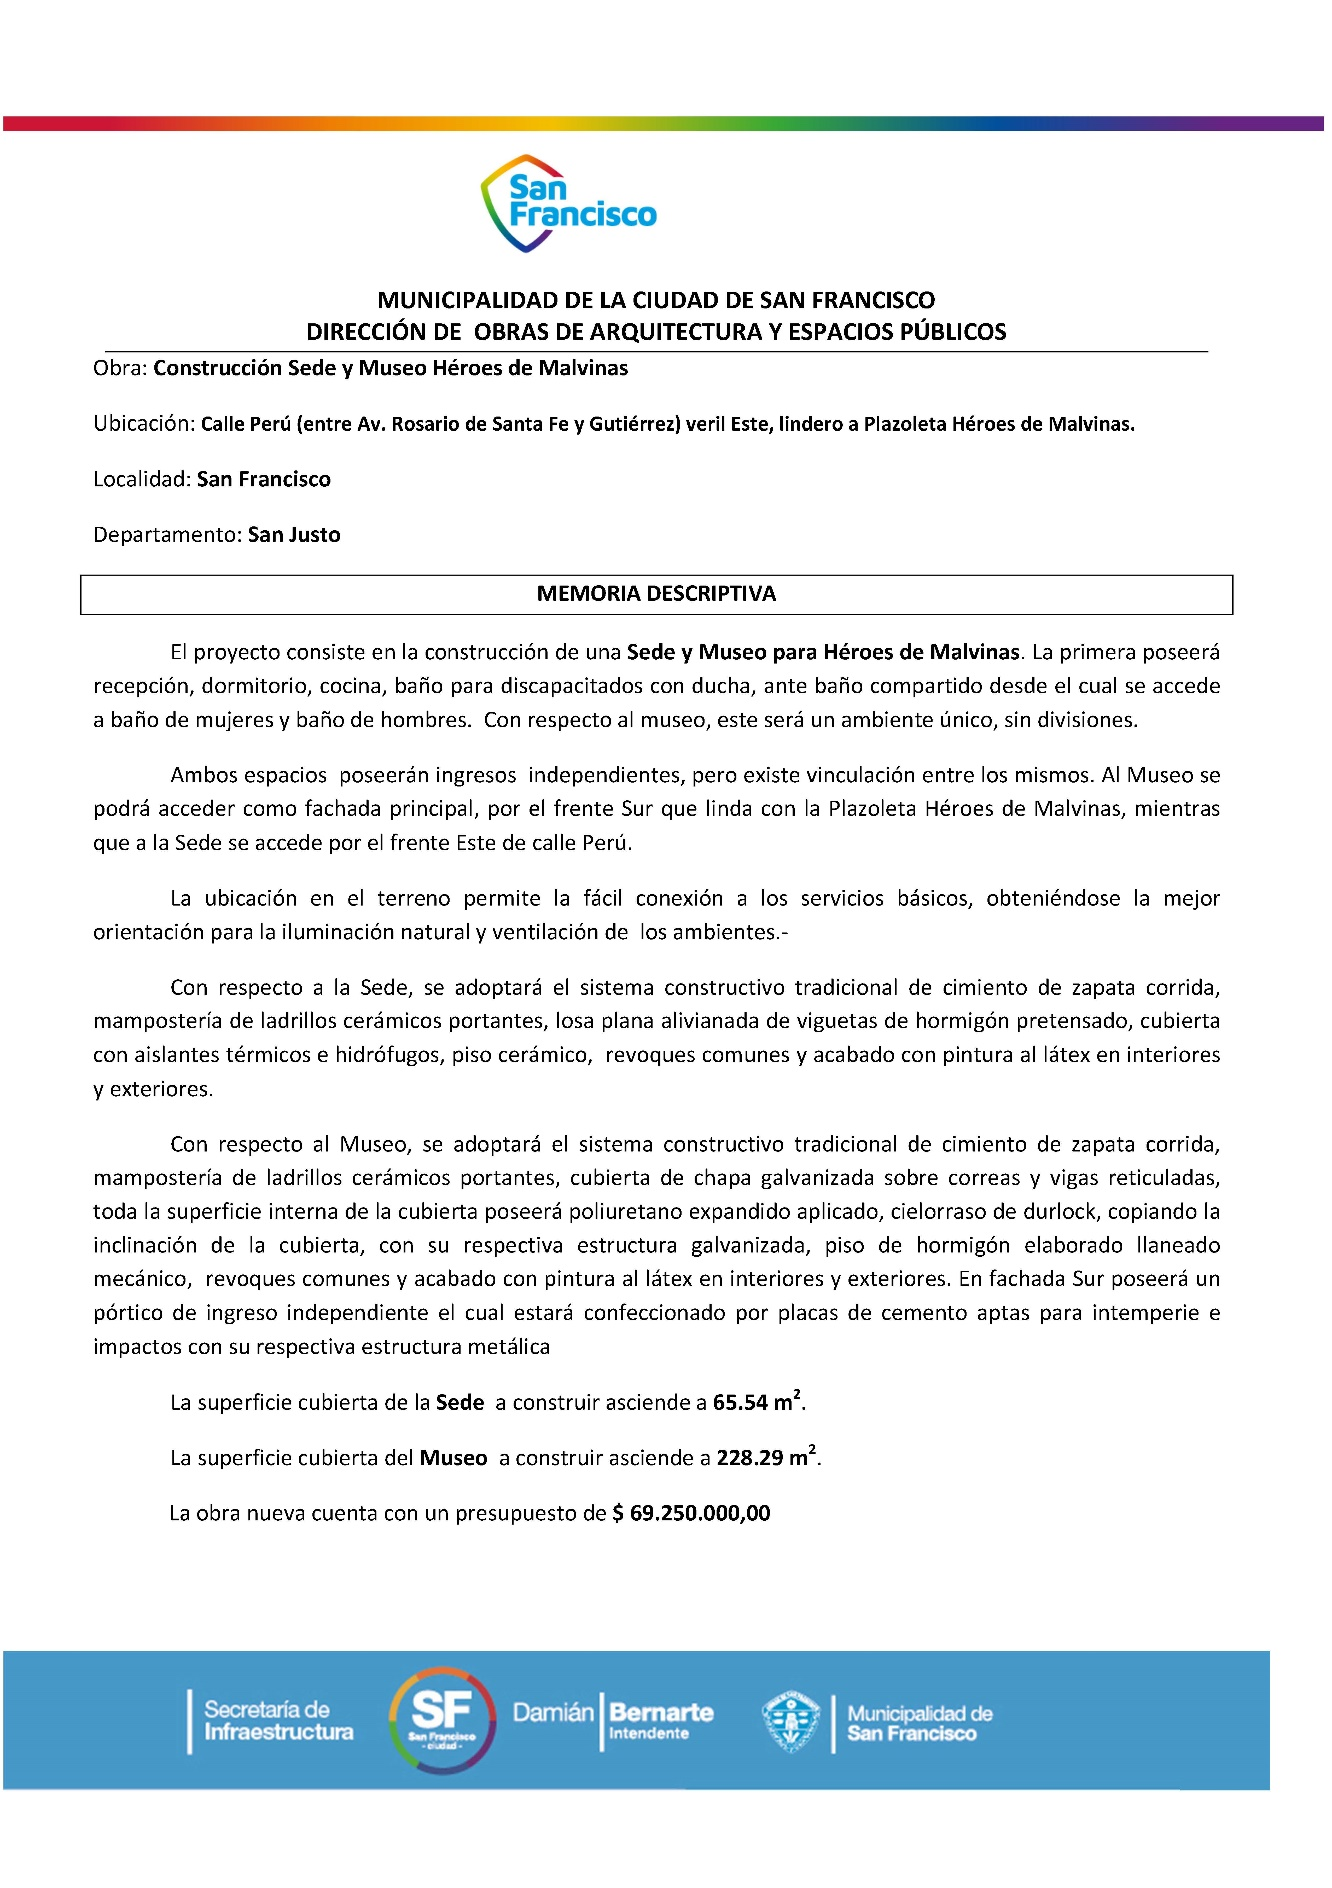 San
Francisco
MUNICIPALIDAD DE LA CIUDAD DE SAN FRANCISCO
DIRECCIÓN DE OBRAS DE ARQUITECTURA Y ESPACIOS PÚBLICOS
Obra: Construcción Sede y Museo Héroes de Malvinas
Ubicación: Calle Perú (entre Av. Rosario de Santa Fe y Gutiérrez) veril Este, lindero a Plazoleta Héroes de Malvinas.
Localidad: San Francisco
Departamento: San Justo
MEMORIA DESCRIPTIVA
El proyecto consiste en la construcción de una Sede y Museo para Héroes de Malvinas. La primera poseerá
recepción, dormitorio, cocina, baño para discapacitados con ducha, ante baño compartido desde el cual se accede
a baño de mujeres y baño de hombres. Con respecto al museo, este será un ambiente único, sin divisiones.
Ambos espacios poseerán ingresos independientes, pero existe vinculación entre los mismos. Al Museo se
podrá acceder como fachada principal, por el frente Sur que linda con la Plazoleta Héroes de Malvinas, mientras
que a la Sede se accede por el frente Este de calle Perú.
La ubicación en el terreno permite la fácil conexión a los servicios básicos, obteniéndose la mejor
orientación para la iluminación natural y ventilación de los ambientes.-
Con respecto a la Sede, se adoptará el sistema constructivo tradicional de cimiento de zapata corrida,
mampostería de ladrillos cerámicos portantes, losa plana alivianada de viguetas de hormigón pretensado, cubierta
con aislantes térmicos e hidrófugos, piso cerámico, revoques comunes y acabado con pintura al látex en interiores
y exteriores.
Con respecto al Museo, se adoptará el sistema constructivo tradicional de cimiento de zapata corrida,
mampostería de ladrillos cerámicos portantes, cubierta de chapa galvanizada sobre correas y vigas reticuladas,
toda la superficie interna de la cubierta poseerá poliuretano expandido aplicado, cielorraso de durlock, copiando la
inclinación de la cubierta, con su respectiva estructura galvanizada, piso de hormigón elaborado llaneado
mecánico, revoques comunes y acabado con pintura al látex en interiores y exteriores. En fachada Sur poseerá un
pórtico de ingreso independiente el cual estará confeccionado por placas de cemento aptas para intemperie e
impactos con su respectiva estructura metálica
La superficie cubierta de la Sede a construir asciende a 65.54 m².
La superficie cubierta del Museo a construir asciende a 228.29 m².
La obra nueva cuenta con un presupuesto de $ 69.250.000,00
Secretaría de
Infraestructura
SF
San Francisco
- ciudad -
Damián Bernarte
Intendente
Municipalidad de
San Francisco